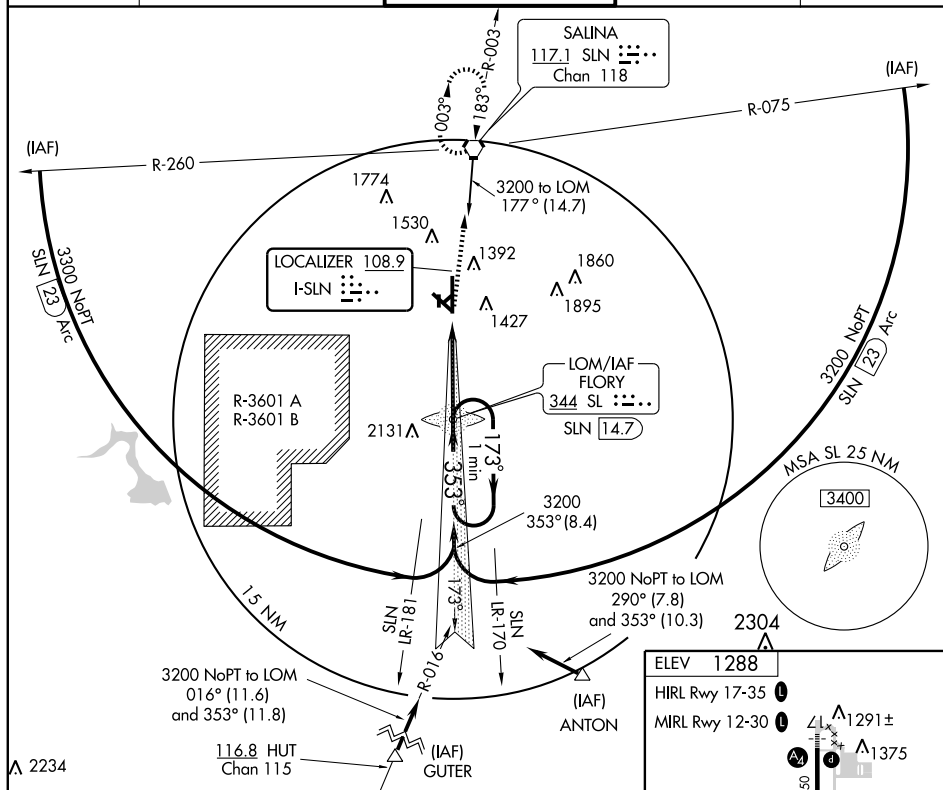 SALINA
117.1 SLN
Chan 118
R-003
003°
183°
(IAF)
R-075
(IAF)
R-260
3200 to LOM
177° (14.7)
1774
1530
1392
1860
1895
1427
LOCALIZER 108.9
I-SLN
3300 NoPT
SLN 23 Arc
3200 NoPT
SLN 23 Arc
R-3601 A
R-3601 B
LOM/IAF
FLORY
344 SL
SLN 14.7
2131
353°
173°
1 min
3200
353° (8.4)
MSA SL 25 NM
3400
15 NM
173°
SLN
LR-181
SLN
LR-170
3200 NoPT to LOM
290° (7.8)
and 353° (10.3)
2304
R-016
3200 NoPT to LOM
016° (11.6)
and 353° (11.8)
(IAF)
ANTON
116.8 HUT
Chan 115
(IAF)
GUTER
2234
ELEV 1288
HIRL Rwy 17-35 L
MIRL Rwy 12-30 L
1291±
1375
A4
P
50